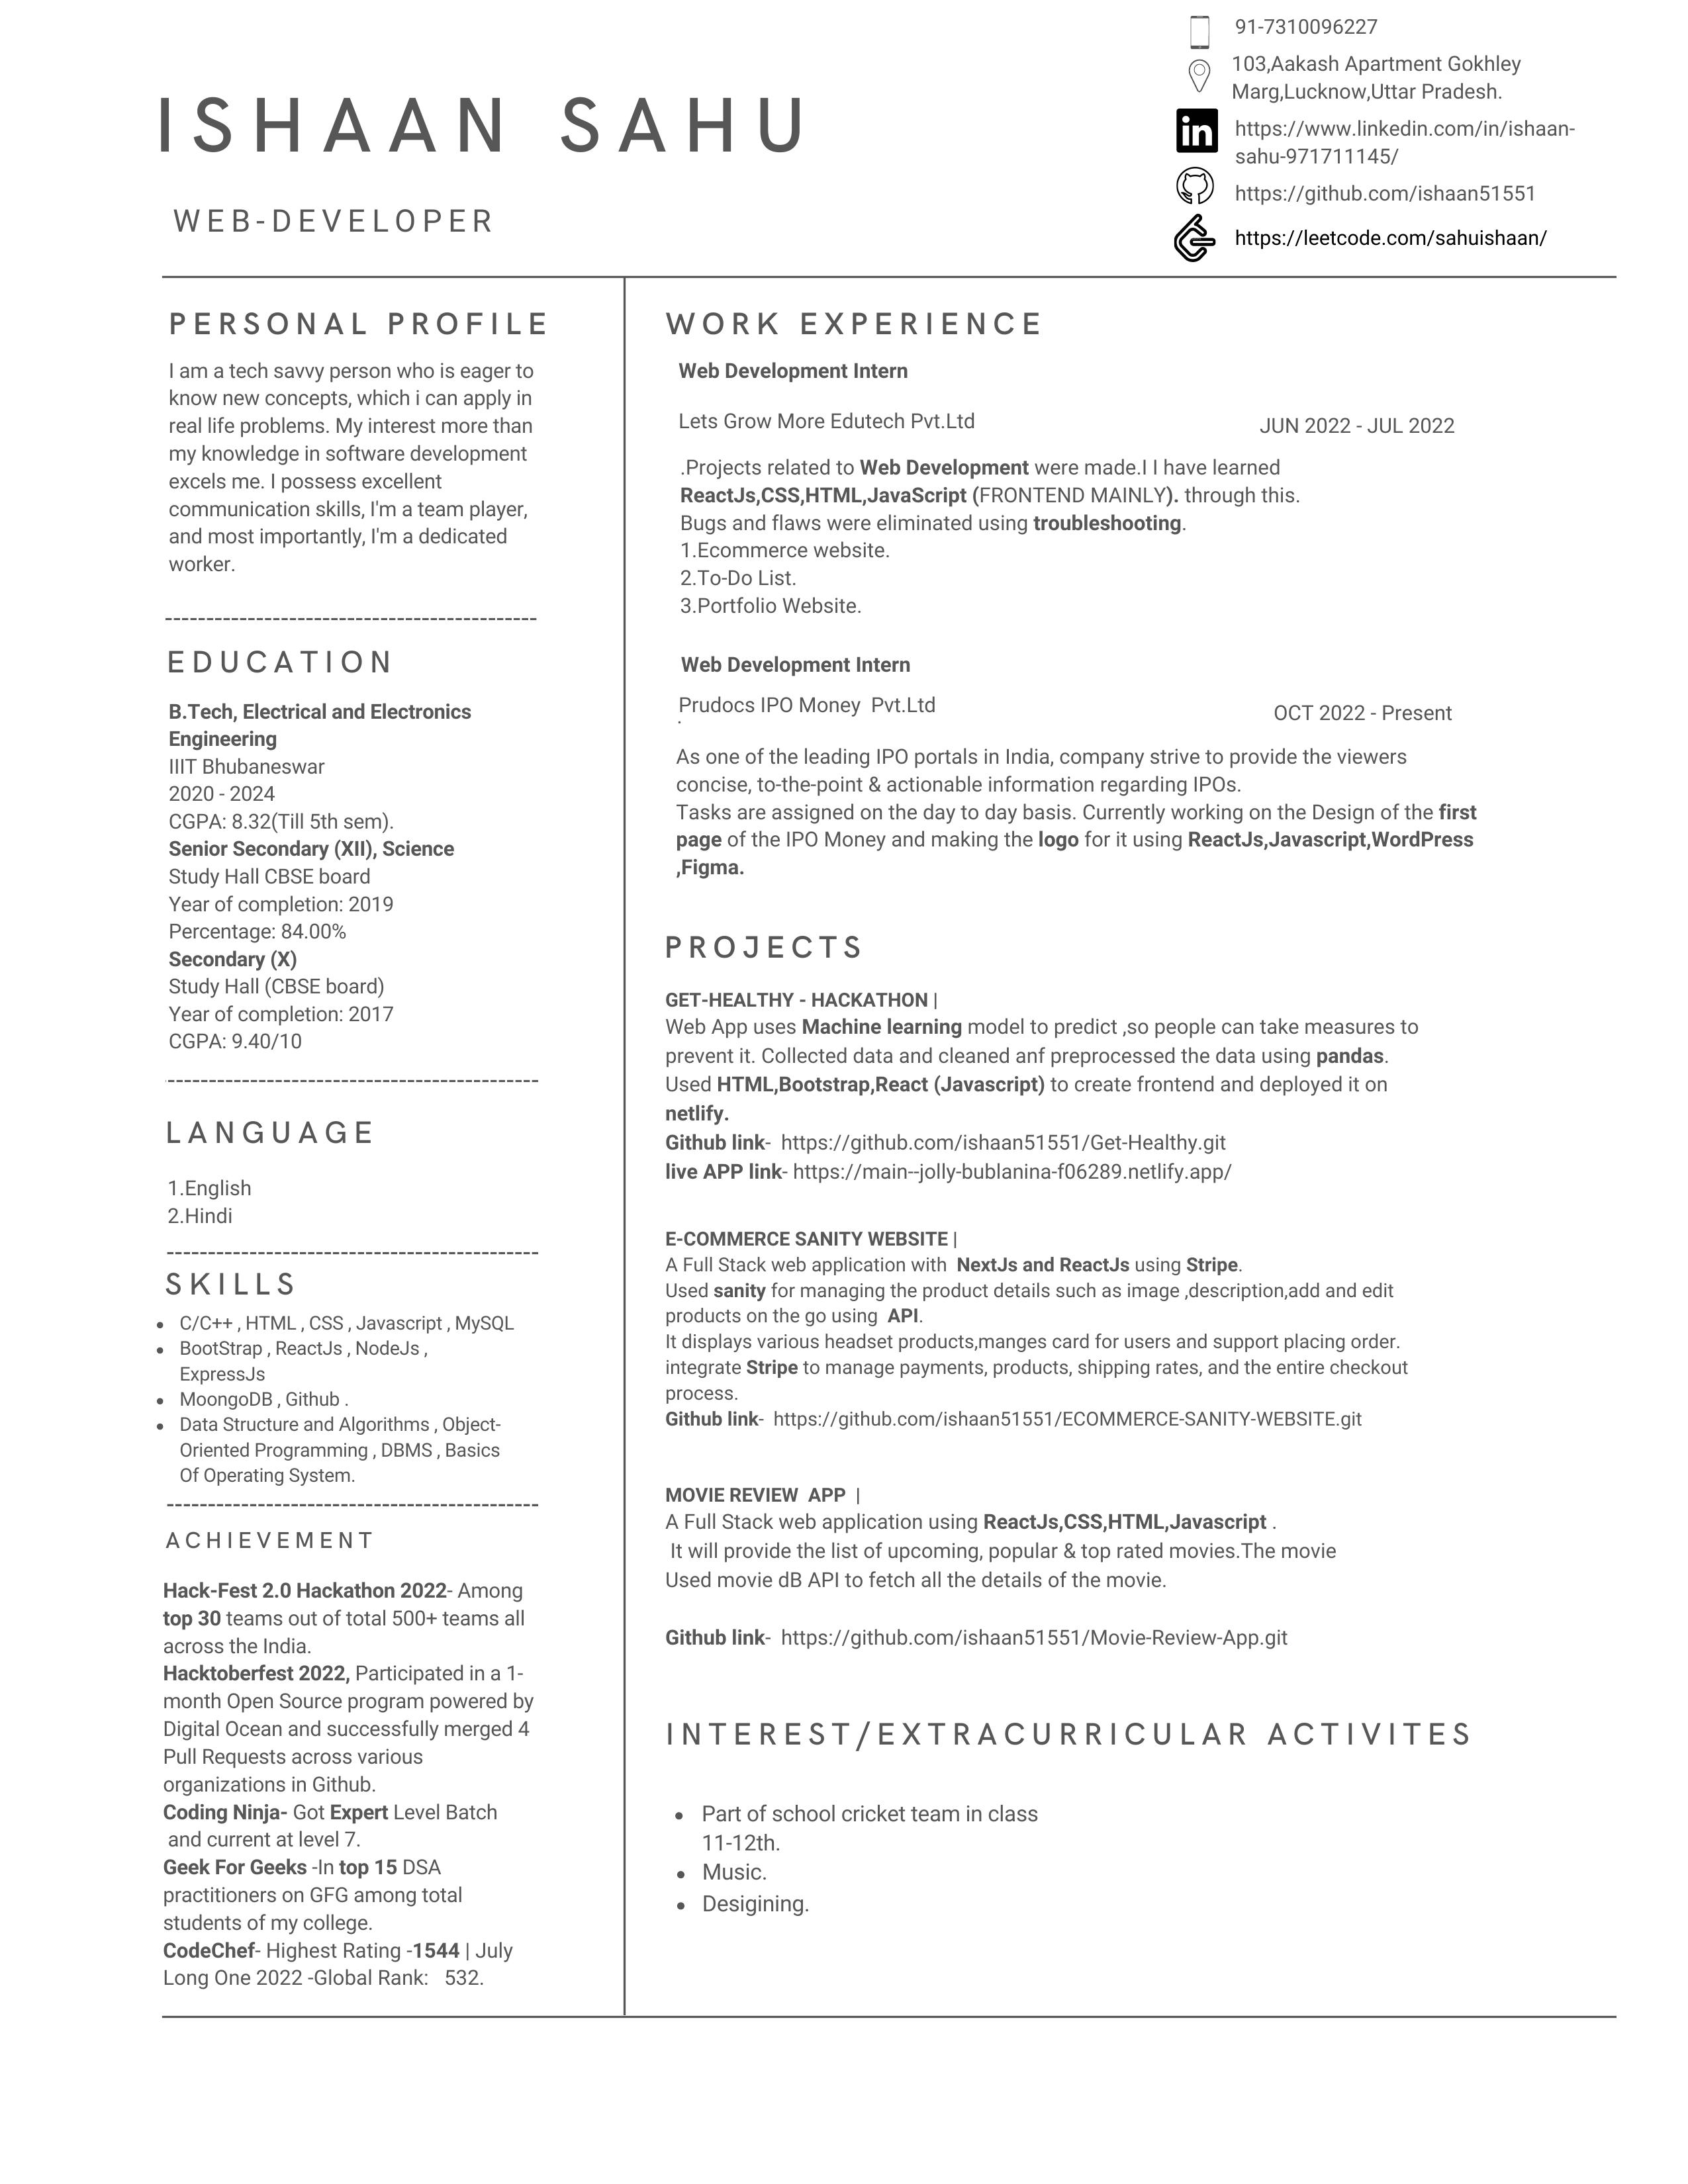 ISHAAN SAHU
WEB-DEVELOPER
91-7310096227
103,Aakash Apartment Gokhley
Marg,Lucknow,Uttar Pradesh.
https://www.linkedin.com/in/ishaan-
sahu-971711145/
https://github.com/ishaan51551
https://leetcode.com/sahuishaan/
PERSONAL PROFILE
I am a tech savvy person who is eager to
know new concepts, which i can apply in
real life problems. My interest more than
my knowledge in software development
excels me. I possess excellent
communication skills, I'm a team player,
and most importantly, I'm a dedicated
worker.
---------------------------------------------
EDUCATION
B.Tech, Electrical and Electronics
Engineering
IIIT Bhubaneswar
2020 - 2024
CGPA: 8.32(Till 5th sem).
Senior Secondary (XII), Science
Study Hall CBSE board
Year of completion: 2019
Percentage: 84.00%
Secondary (X)
Study Hall (CBSE board)
Year of completion: 2017
CGPA: 9.40/10
---------------------------------------------
LANGUAGE
1.English
2.Hindi
---------------------------------------------
SKILLS
• C/C++ , HTML , CSS , Javascript , MySQL
• BootStrap , ReactJs , NodeJs ,
ExpressJs
• MoongoDB , Github .
• Data Structure and Algorithms , Object-
Oriented Programming , DBMS , Basics
Of Operating System.
---------------------------------------------
ACHIEVEMENT
Hack-Fest 2.0 Hackathon 2022- Among
top 30 teams out of total 500+ teams all
across the India.
Hacktoberfest 2022, Participated in a 1-
month Open Source program powered by
Digital Ocean and successfully merged 4
Pull Requests across various
organizations in Github.
Coding Ninja- Got Expert Level Batch
and current at level 7.
Geek For Geeks -In top 15 DSA
practitioners on GFG among total
students of my college.
CodeChef- Highest Rating -1544 | July
Long One 2022 -Global Rank: 532.
WORK EXPERIENCE
Web Development Intern
Lets Grow More Edutech Pvt.Ltd
JUN 2022 - JUL 2022
.Projects related to Web Development were made.I I have learned
ReactJs,CSS,HTML,JavaScript (FRONTEND MAINLY). through this.
Bugs and flaws were eliminated using troubleshooting.
1.Ecommerce website.
2.To-Do List.
3.Portfolio Website.
Web Development Intern
Prudocs IPO Money Pvt.Ltd
.
OCT 2022 - Present
As one of the leading IPO portals in India, company strive to provide the viewers
concise, to-the-point & actionable information regarding IPOs.
Tasks are assigned on the day to day basis. Currently working on the Design of the first
page of the IPO Money and making the logo for it using ReactJs,Javascript,WordPress
,Figma.
PROJECTS
GET-HEALTHY - HACKATHON |
Web App uses Machine learning model to predict ,so people can take measures to
prevent it. Collected data and cleaned anf preprocessed the data using pandas.
Used HTML,Bootstrap,React (Javascript) to create frontend and deployed it on
netlify.
Github link- https://github.com/ishaan51551/Get-Healthy.git
live APP link- https://main--jolly-bublanina-f06289.netlify.app/
E-COMMERCE SANITY WEBSITE |
A Full Stack web application with NextJs and ReactJs using Stripe.
Used sanity for managing the product details such as image ,description,add and edit
products on the go using API.
It displays various headset products,manges card for users and support placing order.
integrate Stripe to manage payments, products, shipping rates, and the entire checkout
process.
Github link- https://github.com/ishaan51551/ECOMMERCE-SANITY-WEBSITE.git
MOVIE REVIEW APP |
A Full Stack web application using ReactJs,CSS,HTML,Javascript .
It will provide the list of upcoming, popular & top rated movies.The movie
Used movie dB API to fetch all the details of the movie.
Github link- https://github.com/ishaan51551/Movie-Review-App.git
INTEREST/EXTRACURRICULAR ACTIVITES
• Part of school cricket team in class
11-12th.
• Music.
• Desigining.